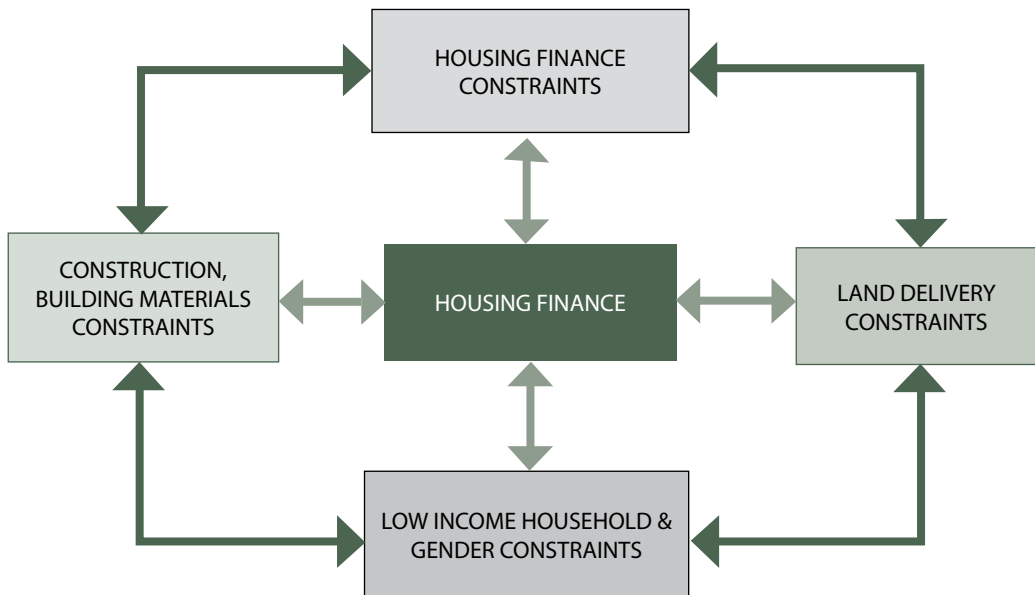 HOUSING FINANCE
CONSTRAINTS
CONSTRUCTION,
BUILDING MATERIALS
CONSTRAINTS
HOUSING FINANCE
LAND DELIVERY
CONSTRAINTS
LOW INCOME HOUSEHOLD &
GENDER CONSTRAINTS